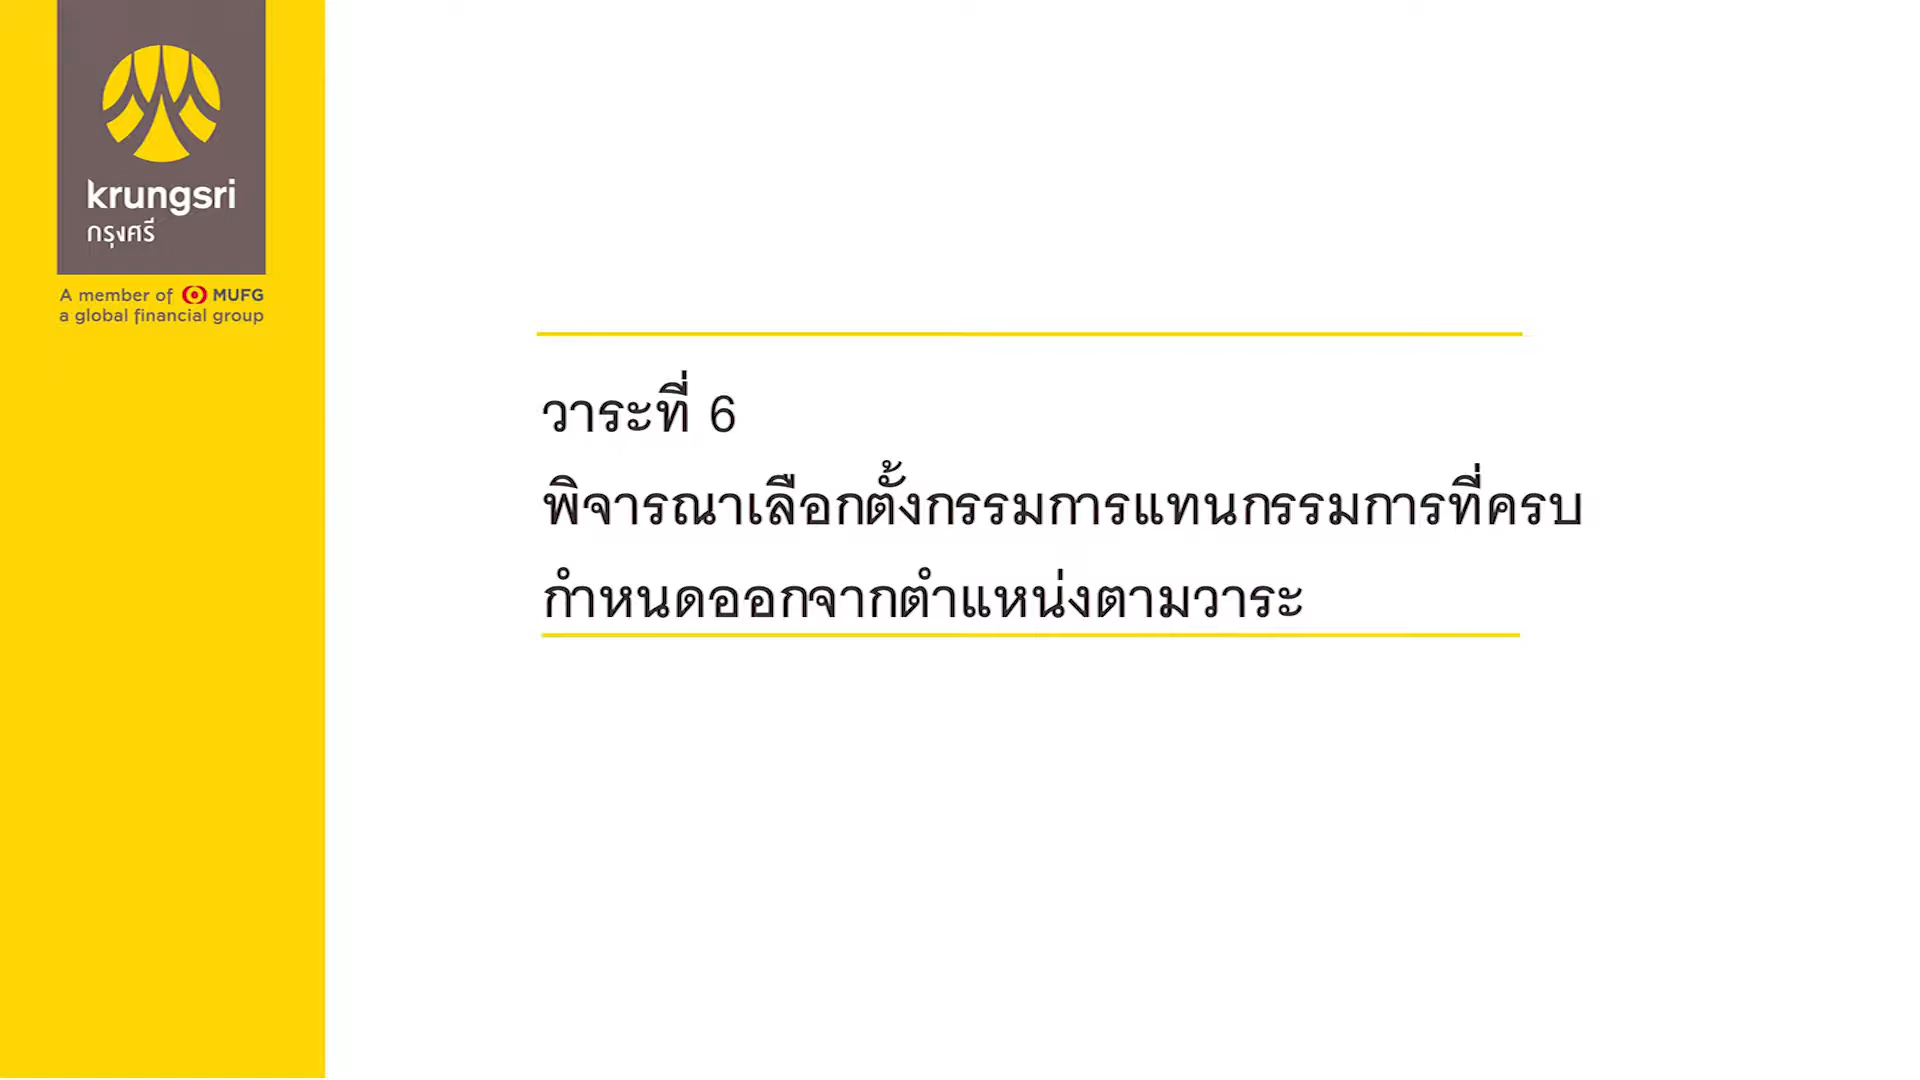 krungsri
กรุงศรี
A member of MUFG
a global financial group
วาระที่ 6
พิจารณาเลือกตั้งกรรมการแทนกรรมการที่ครบ
กำหนดออกจากตำแหน่งตามวาระ